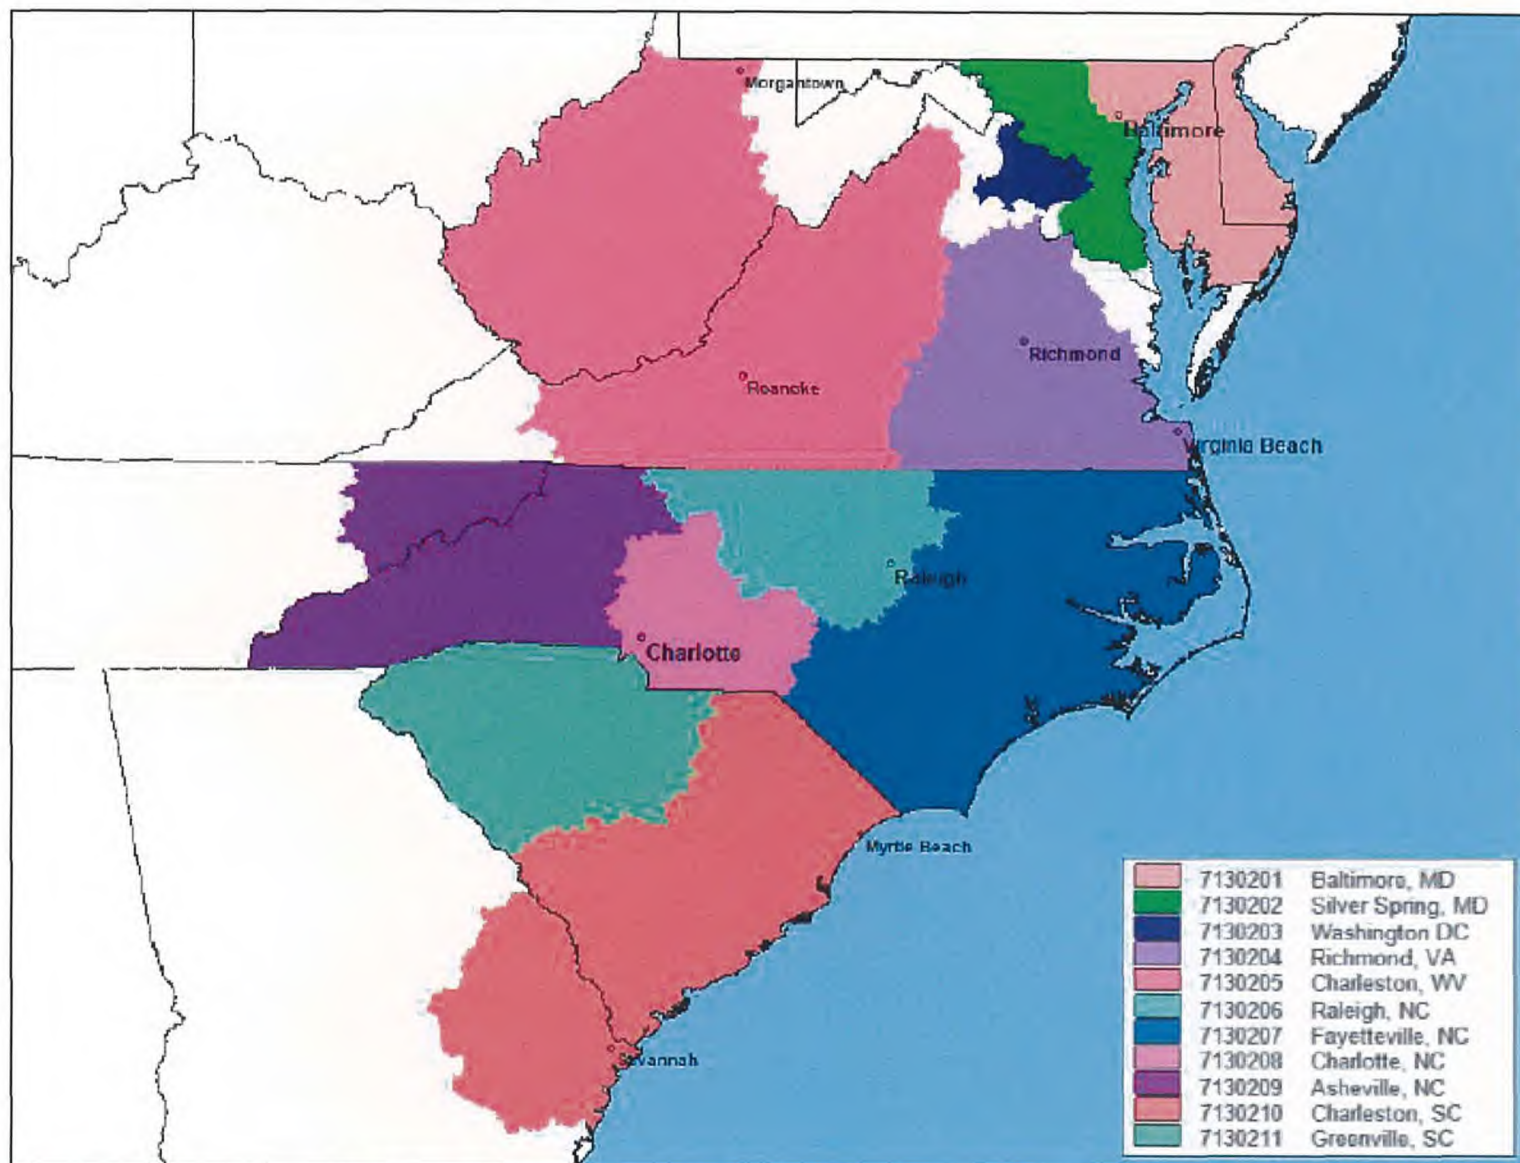 Morgantown
Baltimore
Richmond
Roanoke
Virginia Beach
Raleigh
Charlotte
Myrtle Beach
Savannah
7130201 Baltimore, MD
7130202 Silver Spring, MD
7130203 Washington DC
7130204 Richmond, VA
7130205 Charleston, WV
7130206 Raleigh, NC
7130207 Fayetteville, NC
7130208 Charlotte, NC
7130209 Asheville, NC
7130210 Charleston, SC
7130211 Greenville, SC